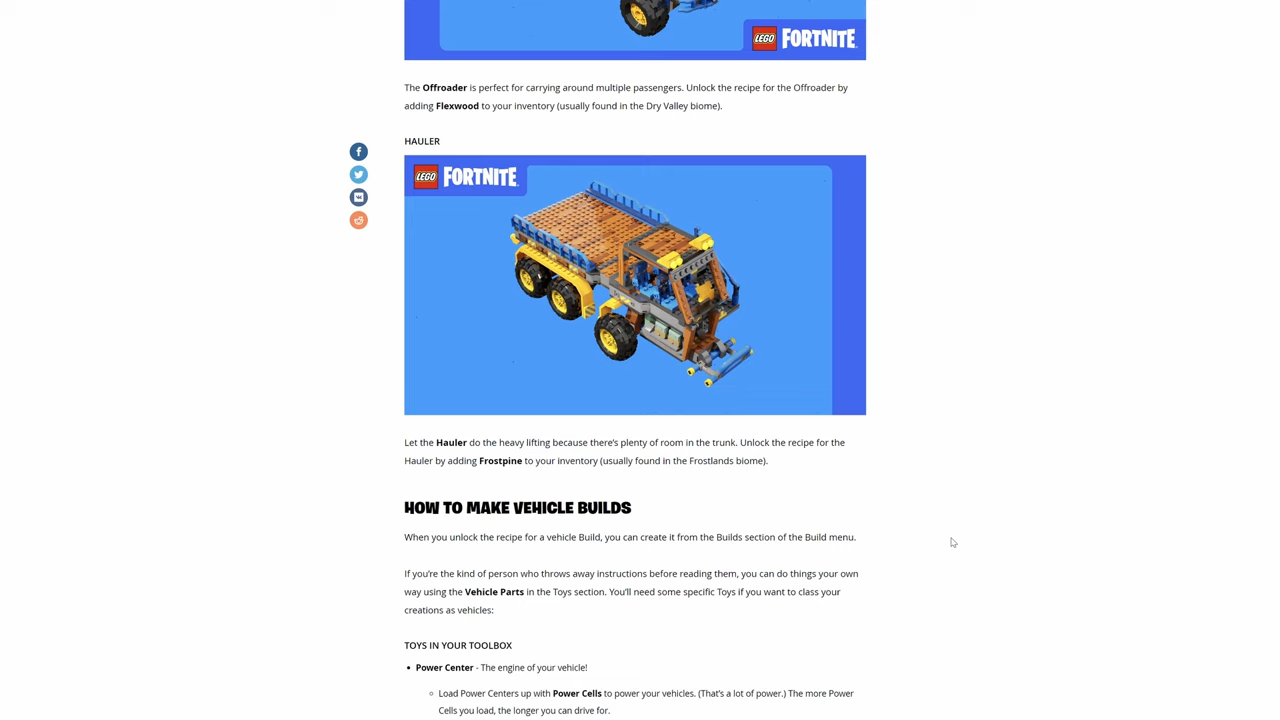 LEGO FORTNITE
The Offroader is perfect for carrying around multiple passengers. Unlock the recipe for the Offroader by
adding Flexwood to your inventory (usually found in the Dry Valley biome).
HAULER
LEGO FORTNITE
Let the Hauler do the heavy lifting because there's plenty of room in the trunk. Unlock the recipe for the
Hauler by adding Frostpine to your inventory (usually found in the Frostlands biome).
HOW TO MAKE VEHICLE BUILDS
When you unlock the recipe for a vehicle Build, you can create it from the Builds section of the Build menu.
If you're the kind of person who throws away instructions before reading them, you can do things your own
way using the Vehicle Parts in the Toys section. You'll need some specific Toys if you want to class your
creations as vehicles:
TOYS IN YOUR TOOLBOX
• Power Center - The engine of your vehicle!
◦ Load Power Centers up with Power Cells to power your vehicles. (That's a lot of power.) The more Power
Cells you load, the longer you can drive for.